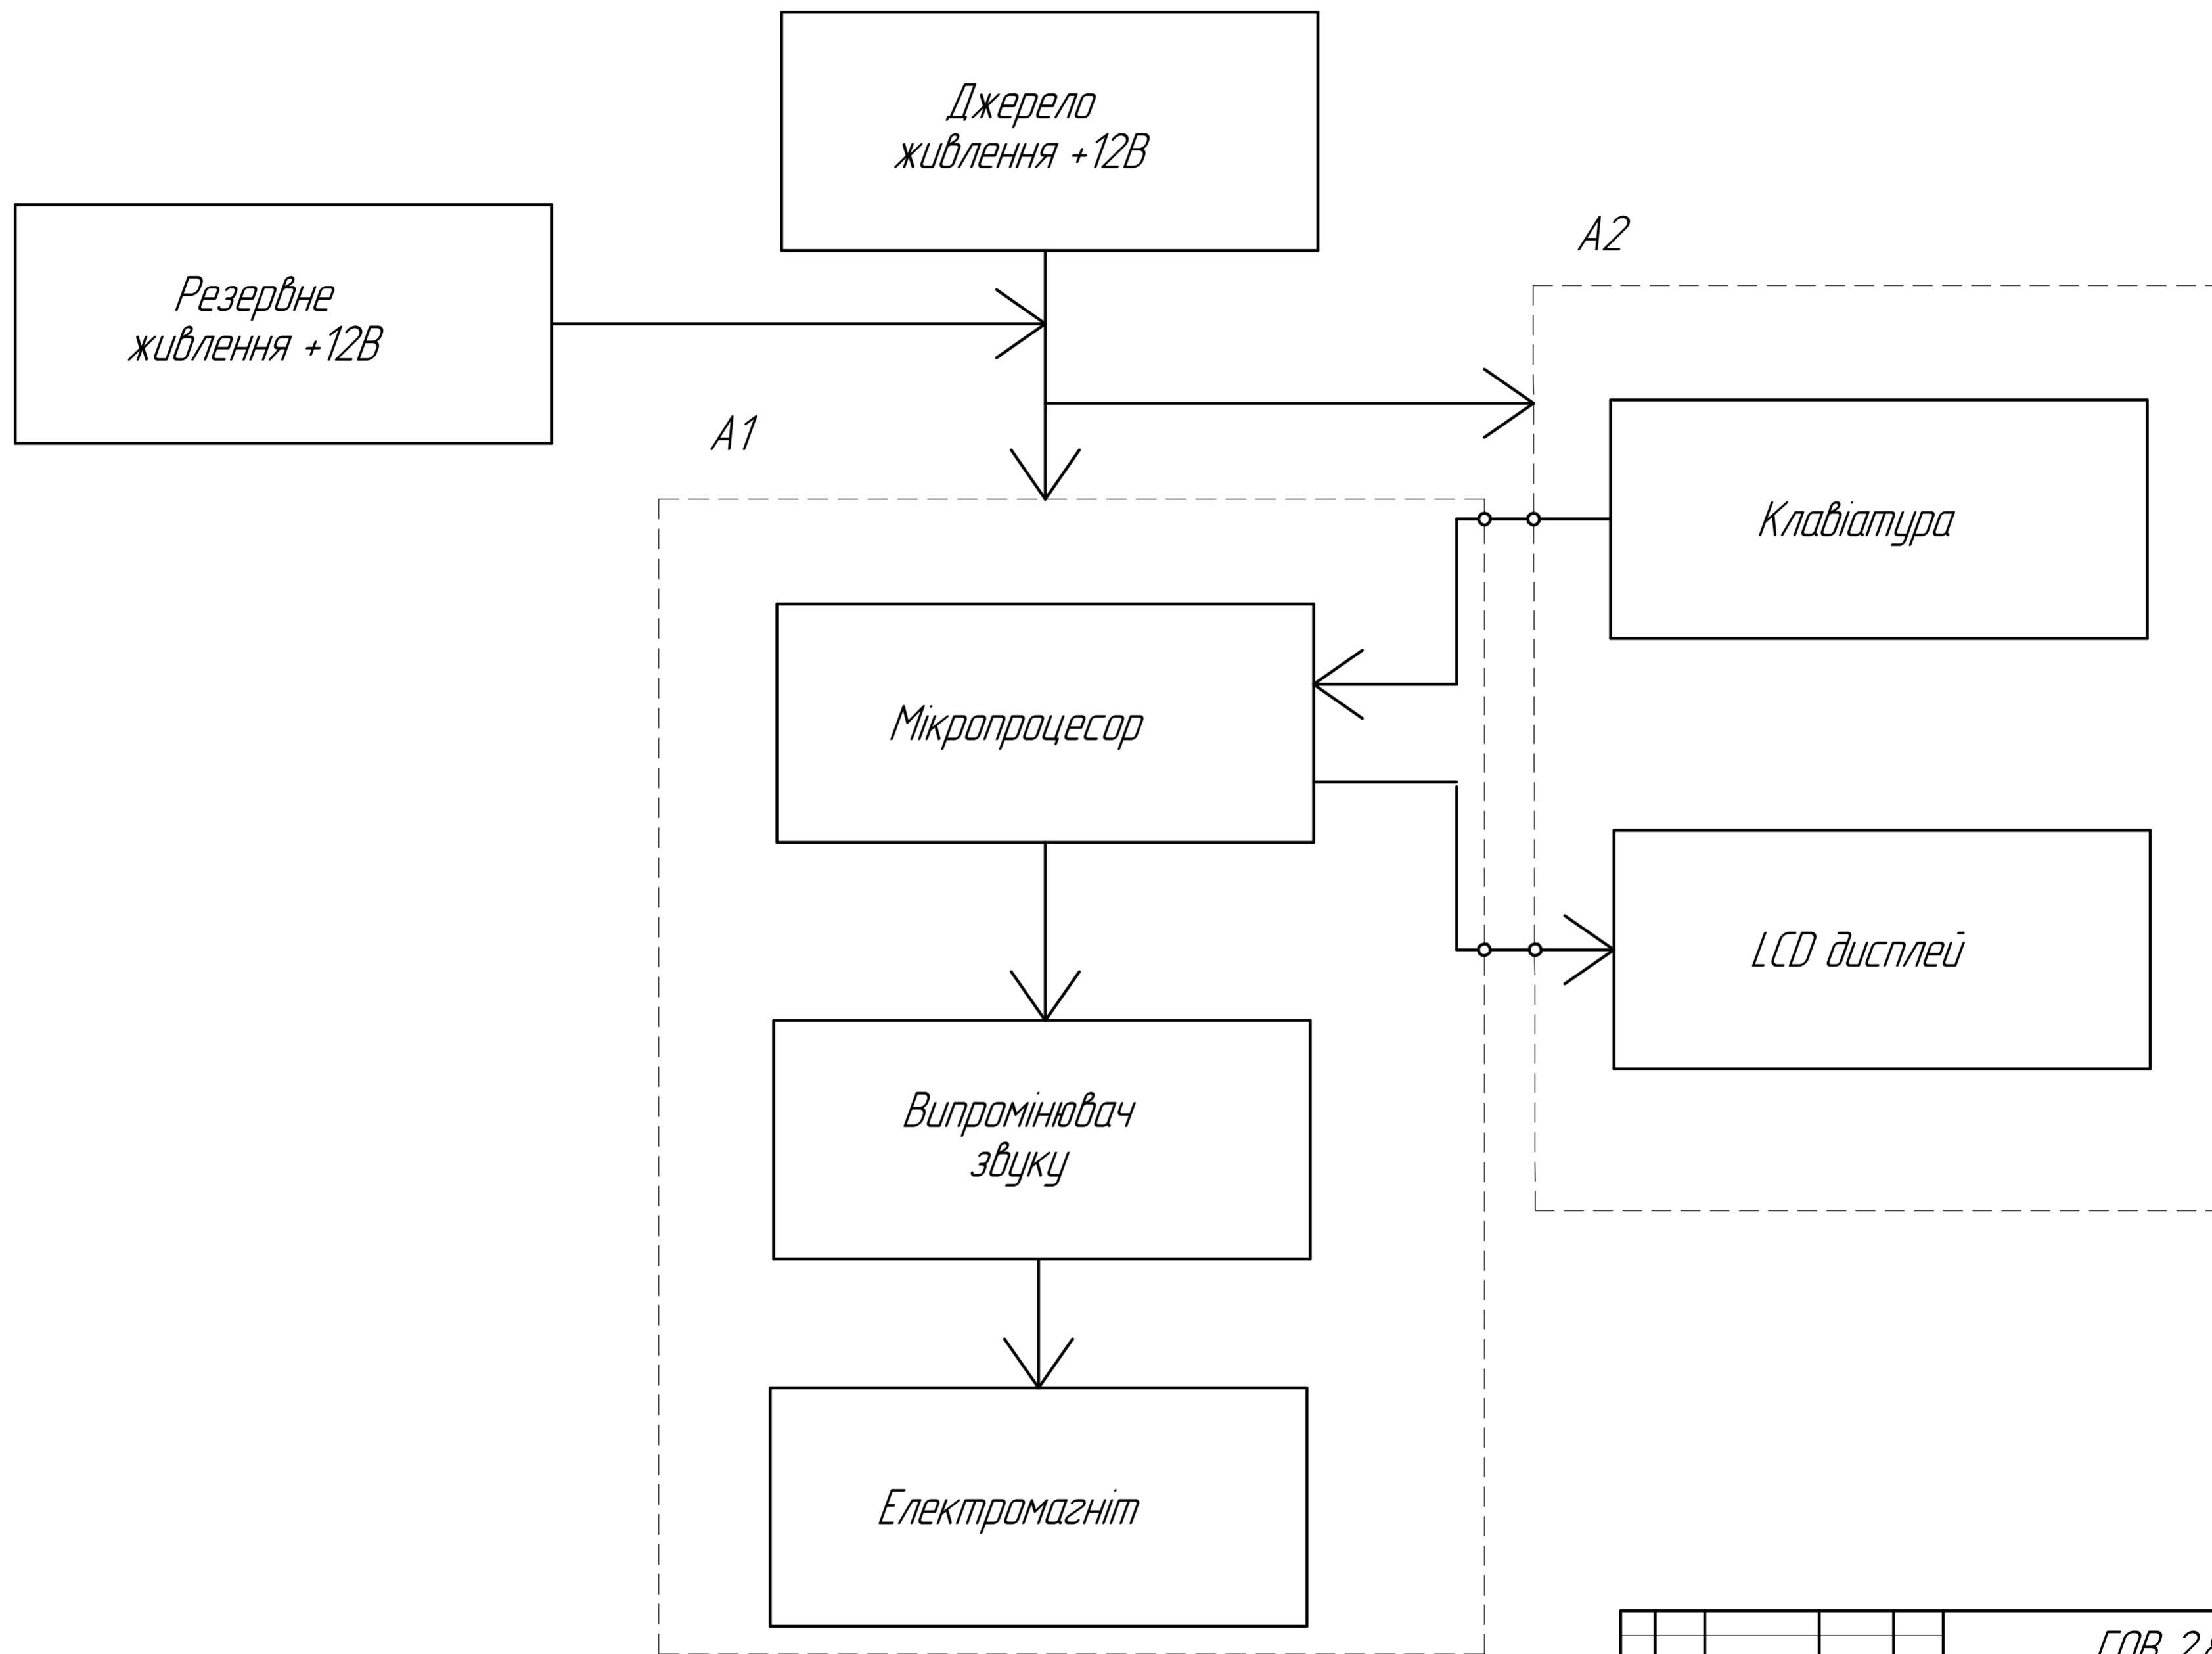 Джерело
живлення +12В
Резервне
живлення +12В
А2
А1
Клавіатура
Мікропроцесор
LCD дисплей
Випромінювач
звуку
Електромагніт